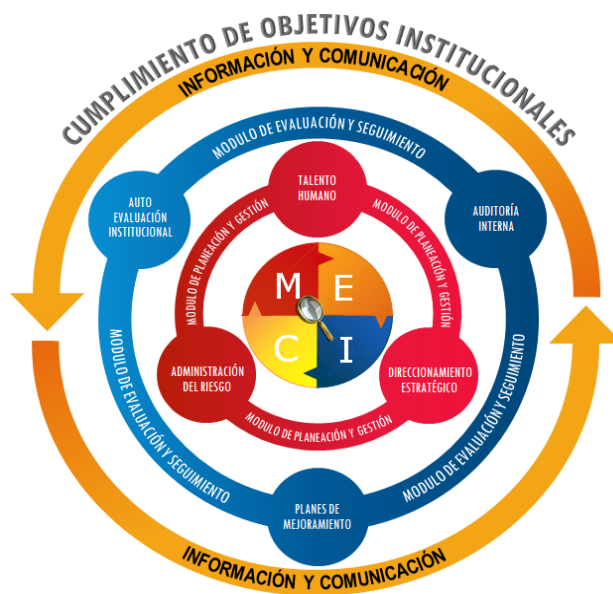 CUMPLIMIENTO DE OBJETIVOS INSTITUCIONALES
INFORMACIÓN Y COMUNICACIÓN
MODULO DE EVALUACIÓN Y SEGUIMIENTO
TALENTO
HUMANO
AUTO
EVALUACIÓN
INSTITUCIONAL
AUDITORÍA
INTERNA
MODULO DE PLANEACIÓN Y GESTIÓN
MODULO DE PLANEACIÓN Y GESTIÓN
M E
C I
ADMINISTRACIÓN
DEL RIESGO
DIRECCIONAMIENTO
ESTRATÉGICO
MODULO DE PLANEACIÓN Y GESTIÓN
MODULO DE EVALUACIÓN Y SEGUIMIENTO
MODULO DE EVALUACIÓN Y SEGUIMIENTO
PLANES DE
MEJORAMIENTO
INFORMACIÓN Y COMUNICACIÓN